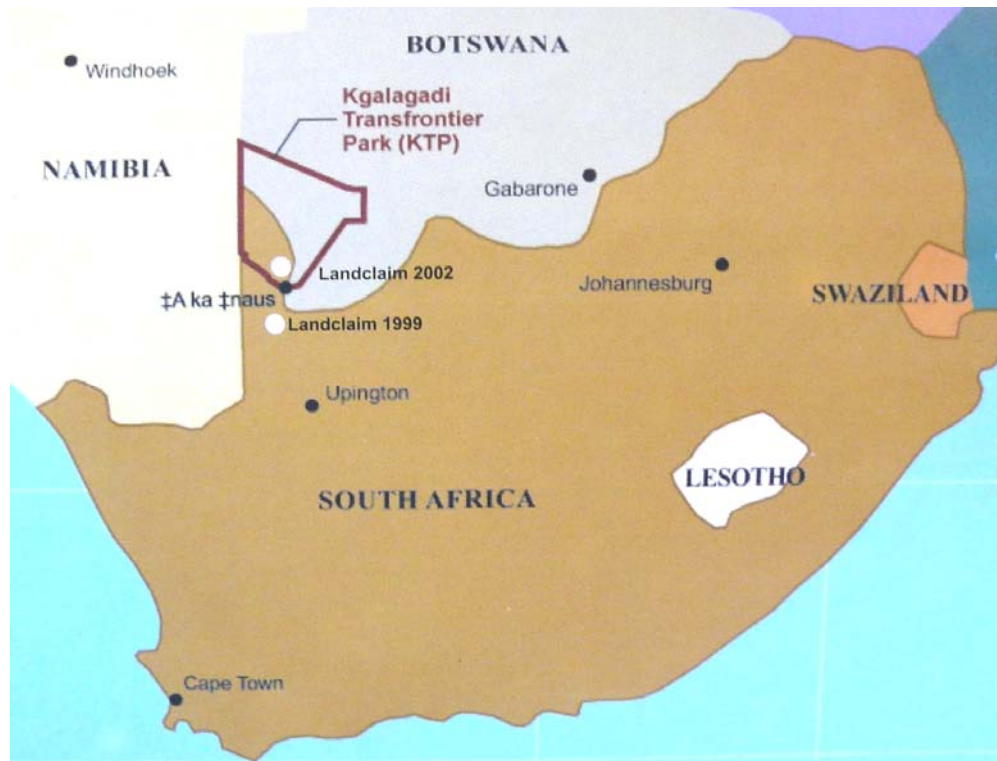 BOTSWANA
Windhoek
Kgalagadi
Transfrontier
Park (KTP)
NAMIBIA
Gabarone
Landclaim 2002
Johannesburg
SWAZILAND
‡A ka ‡naus
Landclaim 1999
Upington
LESOTHO
SOUTH AFRICA
Cape Town